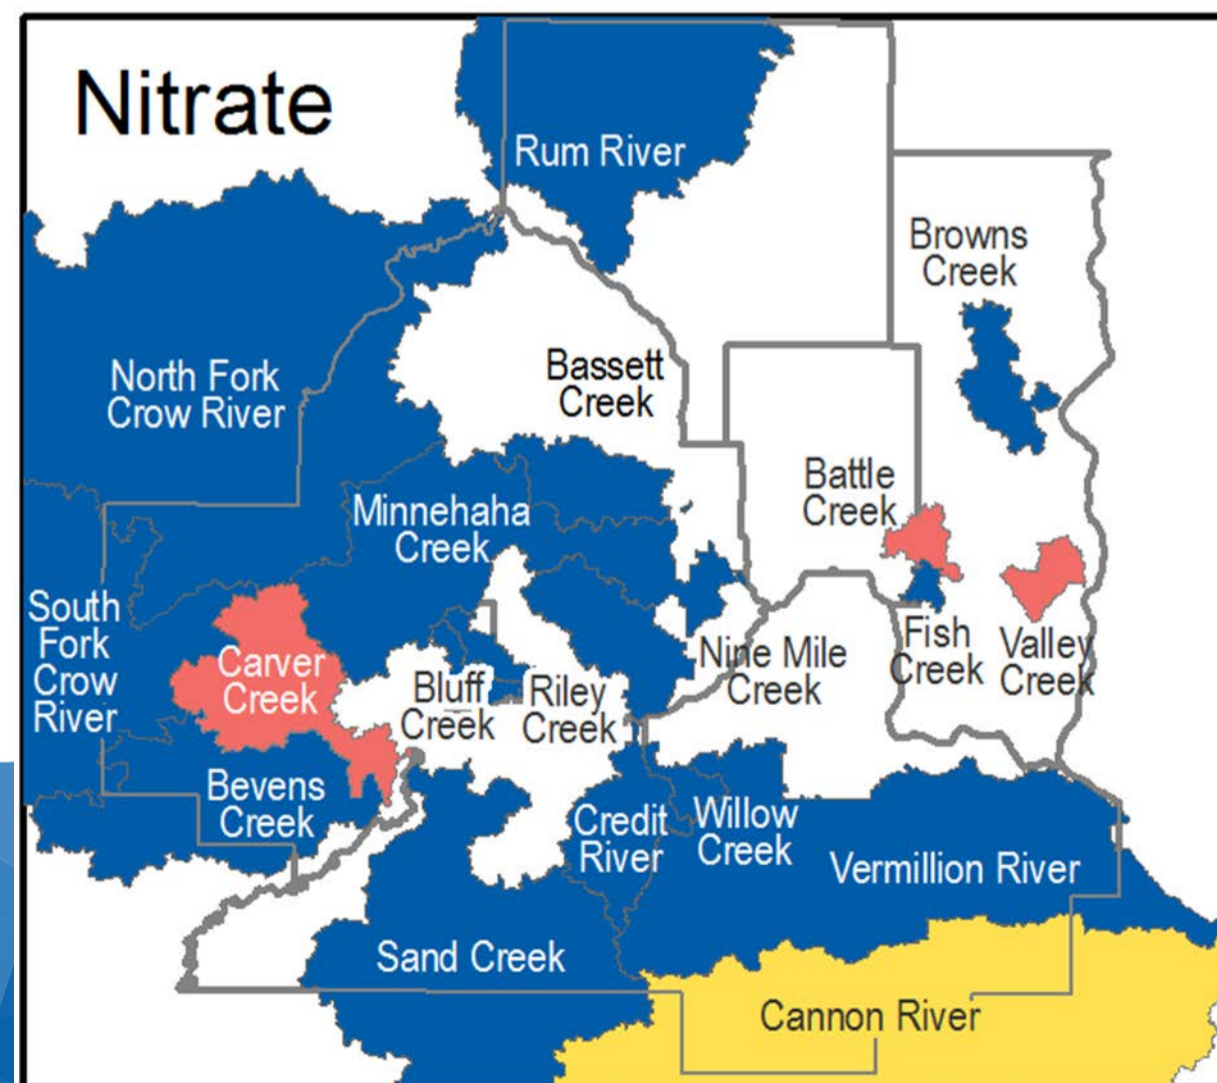 Nitrate
Rum River
Browns
Creek
North Fork
Crow River
Bassett
Creek
Battle
Creek
Minnehaha
Creek
South
Fork
Crow
River
Carver
Creek
Bluff
Creek
Riley
Creek
Nine Mile
Creek
Fish
Creek
Valley
Creek
Bevens
Creek
Credit
River
Willow
Creek
Vermillion River
Sand Creek
Cannon River